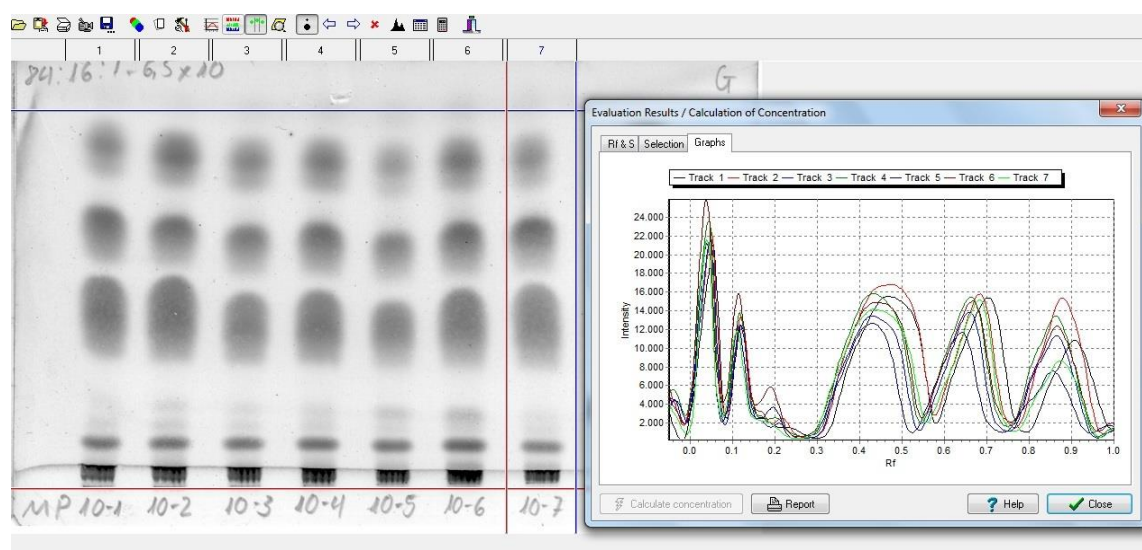 1 2 3 4 5 6 7
84:16:1 - 6,5 x 10
G
Evaluation Results / Calculation of Concentration
Rf & S Selection Graphs
Track 1 Track 2 Track 3 Track 4 Track 5 Track 6 Track 7
24.000
22.000
20.000
18.000
16.000
14.000
12.000
10.000
8.000
6.000
4.000
2.000
Intensity
0.0 0.1 0.2 0.3 0.4 0.5 0.6 0.7 0.8 0.9 1.0
Rf
Calculate concentration Report Help Close
MP 10-1 10-2 10-3 10-4 10-5 10-6 10-7